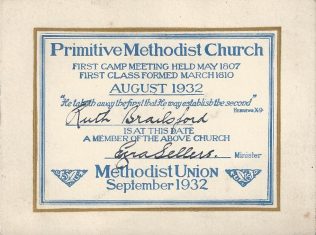 Primitive Methodist Church
FIRST CAMP MEETING HELD MAY 1807
FIRST CLASS FORMED MARCH 1810
AUGUST 1932
"He taketh away the first that He may establish the second"
Hebrews X.9
Ruth Brailsford
IS AT THIS DATE
A MEMBER OF THE ABOVE CHURCH
Ezra Sellers. Minister
Methodist Union
September 1932